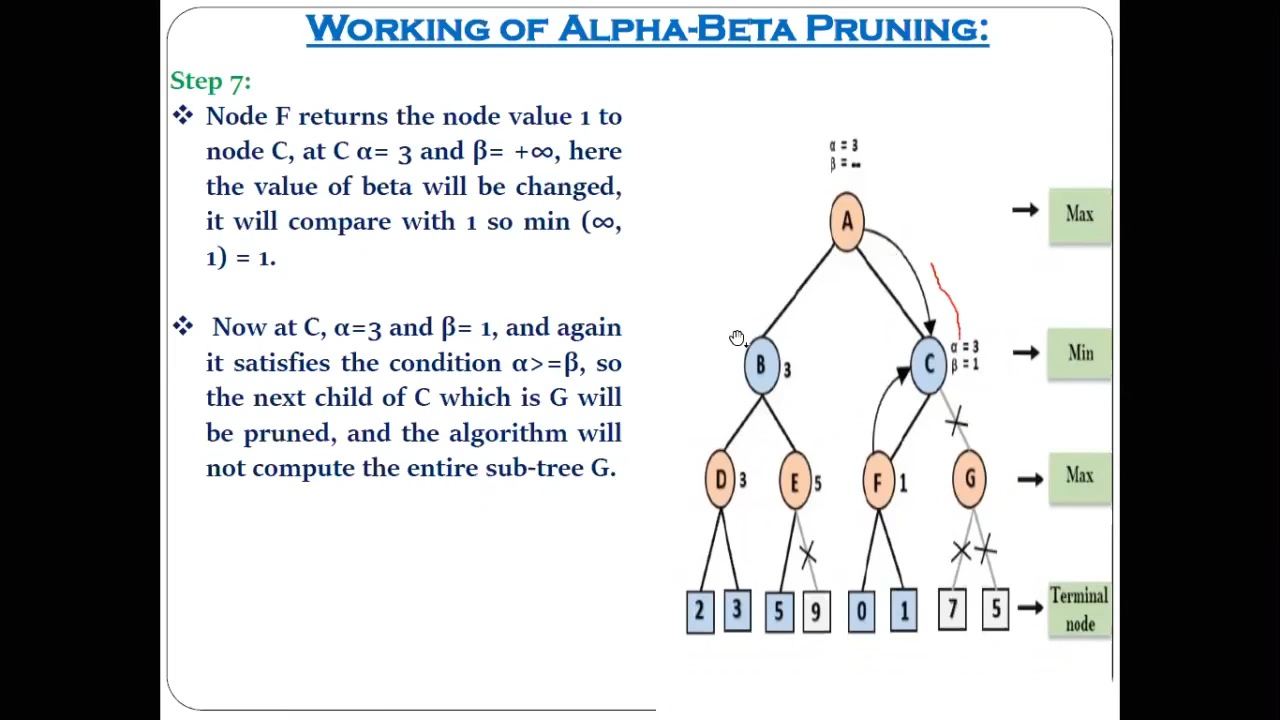 WORKING OF ALPHA-BETA PRUNING:
Step 7:
❖ Node F returns the node value 1 to
node C, at C α= 3 and β= +∞, here
the value of beta will be changed,
it will compare with 1 so min (∞,
1) = 1.
❖ Now at C, α=3 and β= 1, and again
it satisfies the condition α>=β, so
the next child of C which is G will
be pruned, and the algorithm will
not compute the entire sub-tree G.
α = 3
β = -∞
A
Max
B
3
C
α = 3
β = 1
Min
D
3
E
5
F
1
G
Max
2
3
5
9
0
1
7
5
Terminal
node